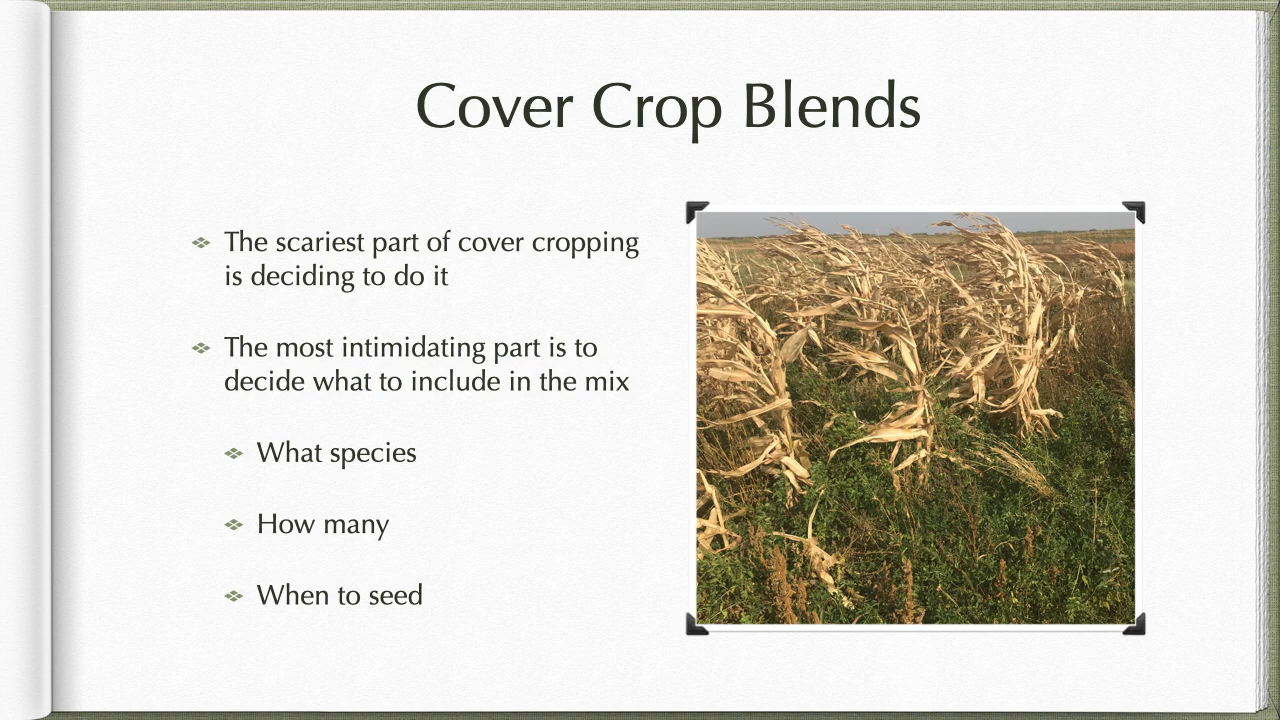 Cover Crop Blends
The scariest part of cover cropping
is deciding to do it
The most intimidating part is to
decide what to include in the mix
What species
How many
When to seed